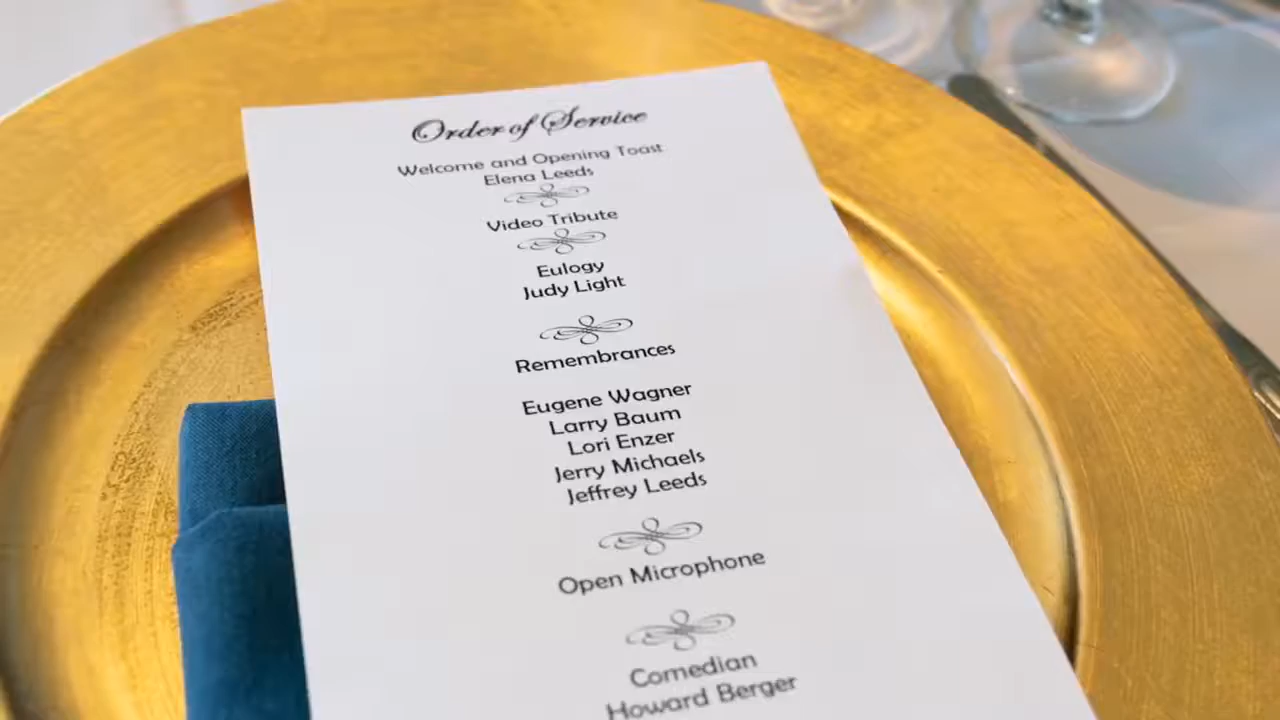 Order of Service
Welcome and Opening Toast
Elena Leeds
Video Tribute
Eulogy
Judy Light
Remembrances
Eugene Wagner
Larry Baum
Lori Enzer
Jerry Michaels
Jeffrey Leeds
Open Microphone
Comedian
Howard Berger